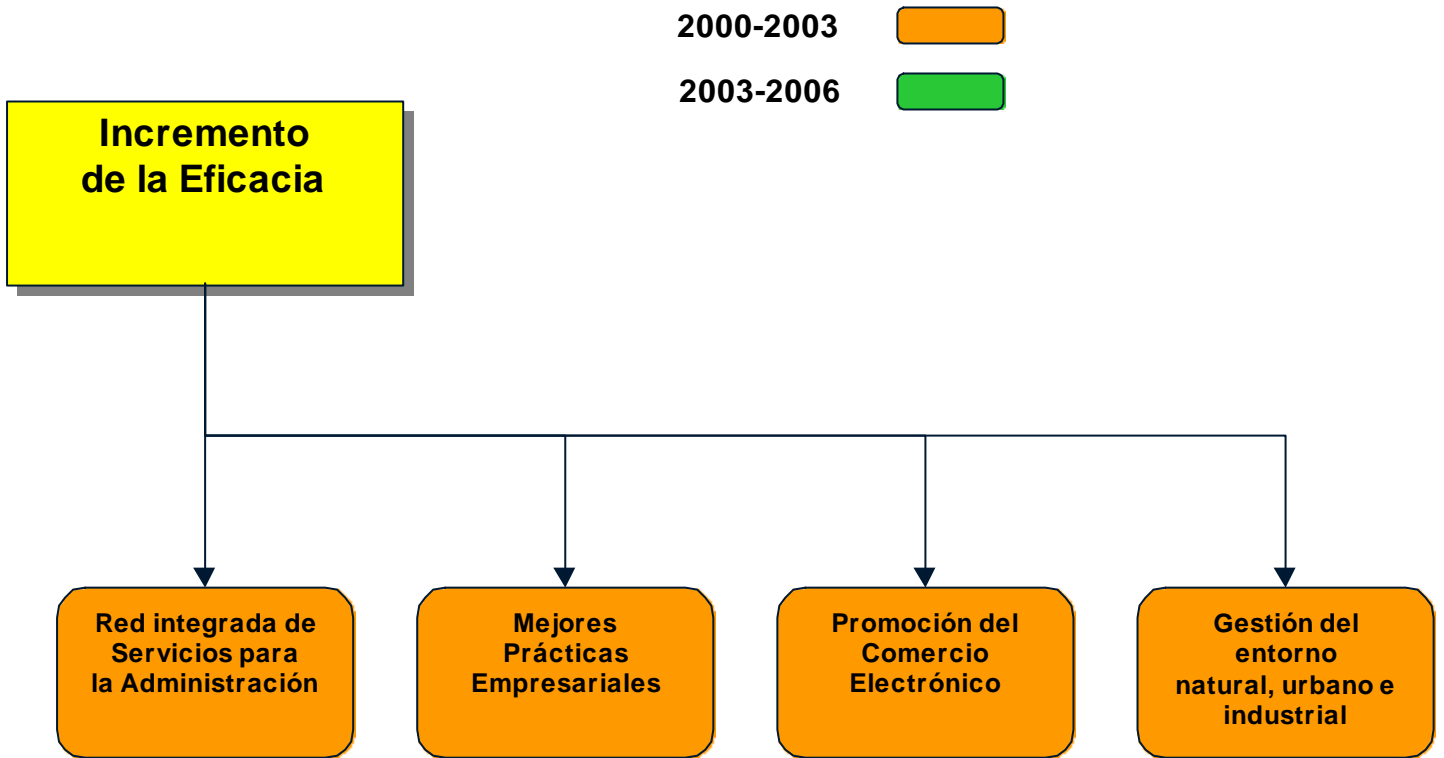 2000-2003
2003-2006
Incremento
de la Eficacia
Red integrada de
Servicios para
la Administración
Mejores
Prácticas
Empresariales
Promoción del
Comercio
Electrónico
Gestión del
entorno
natural, urbano e
industrial